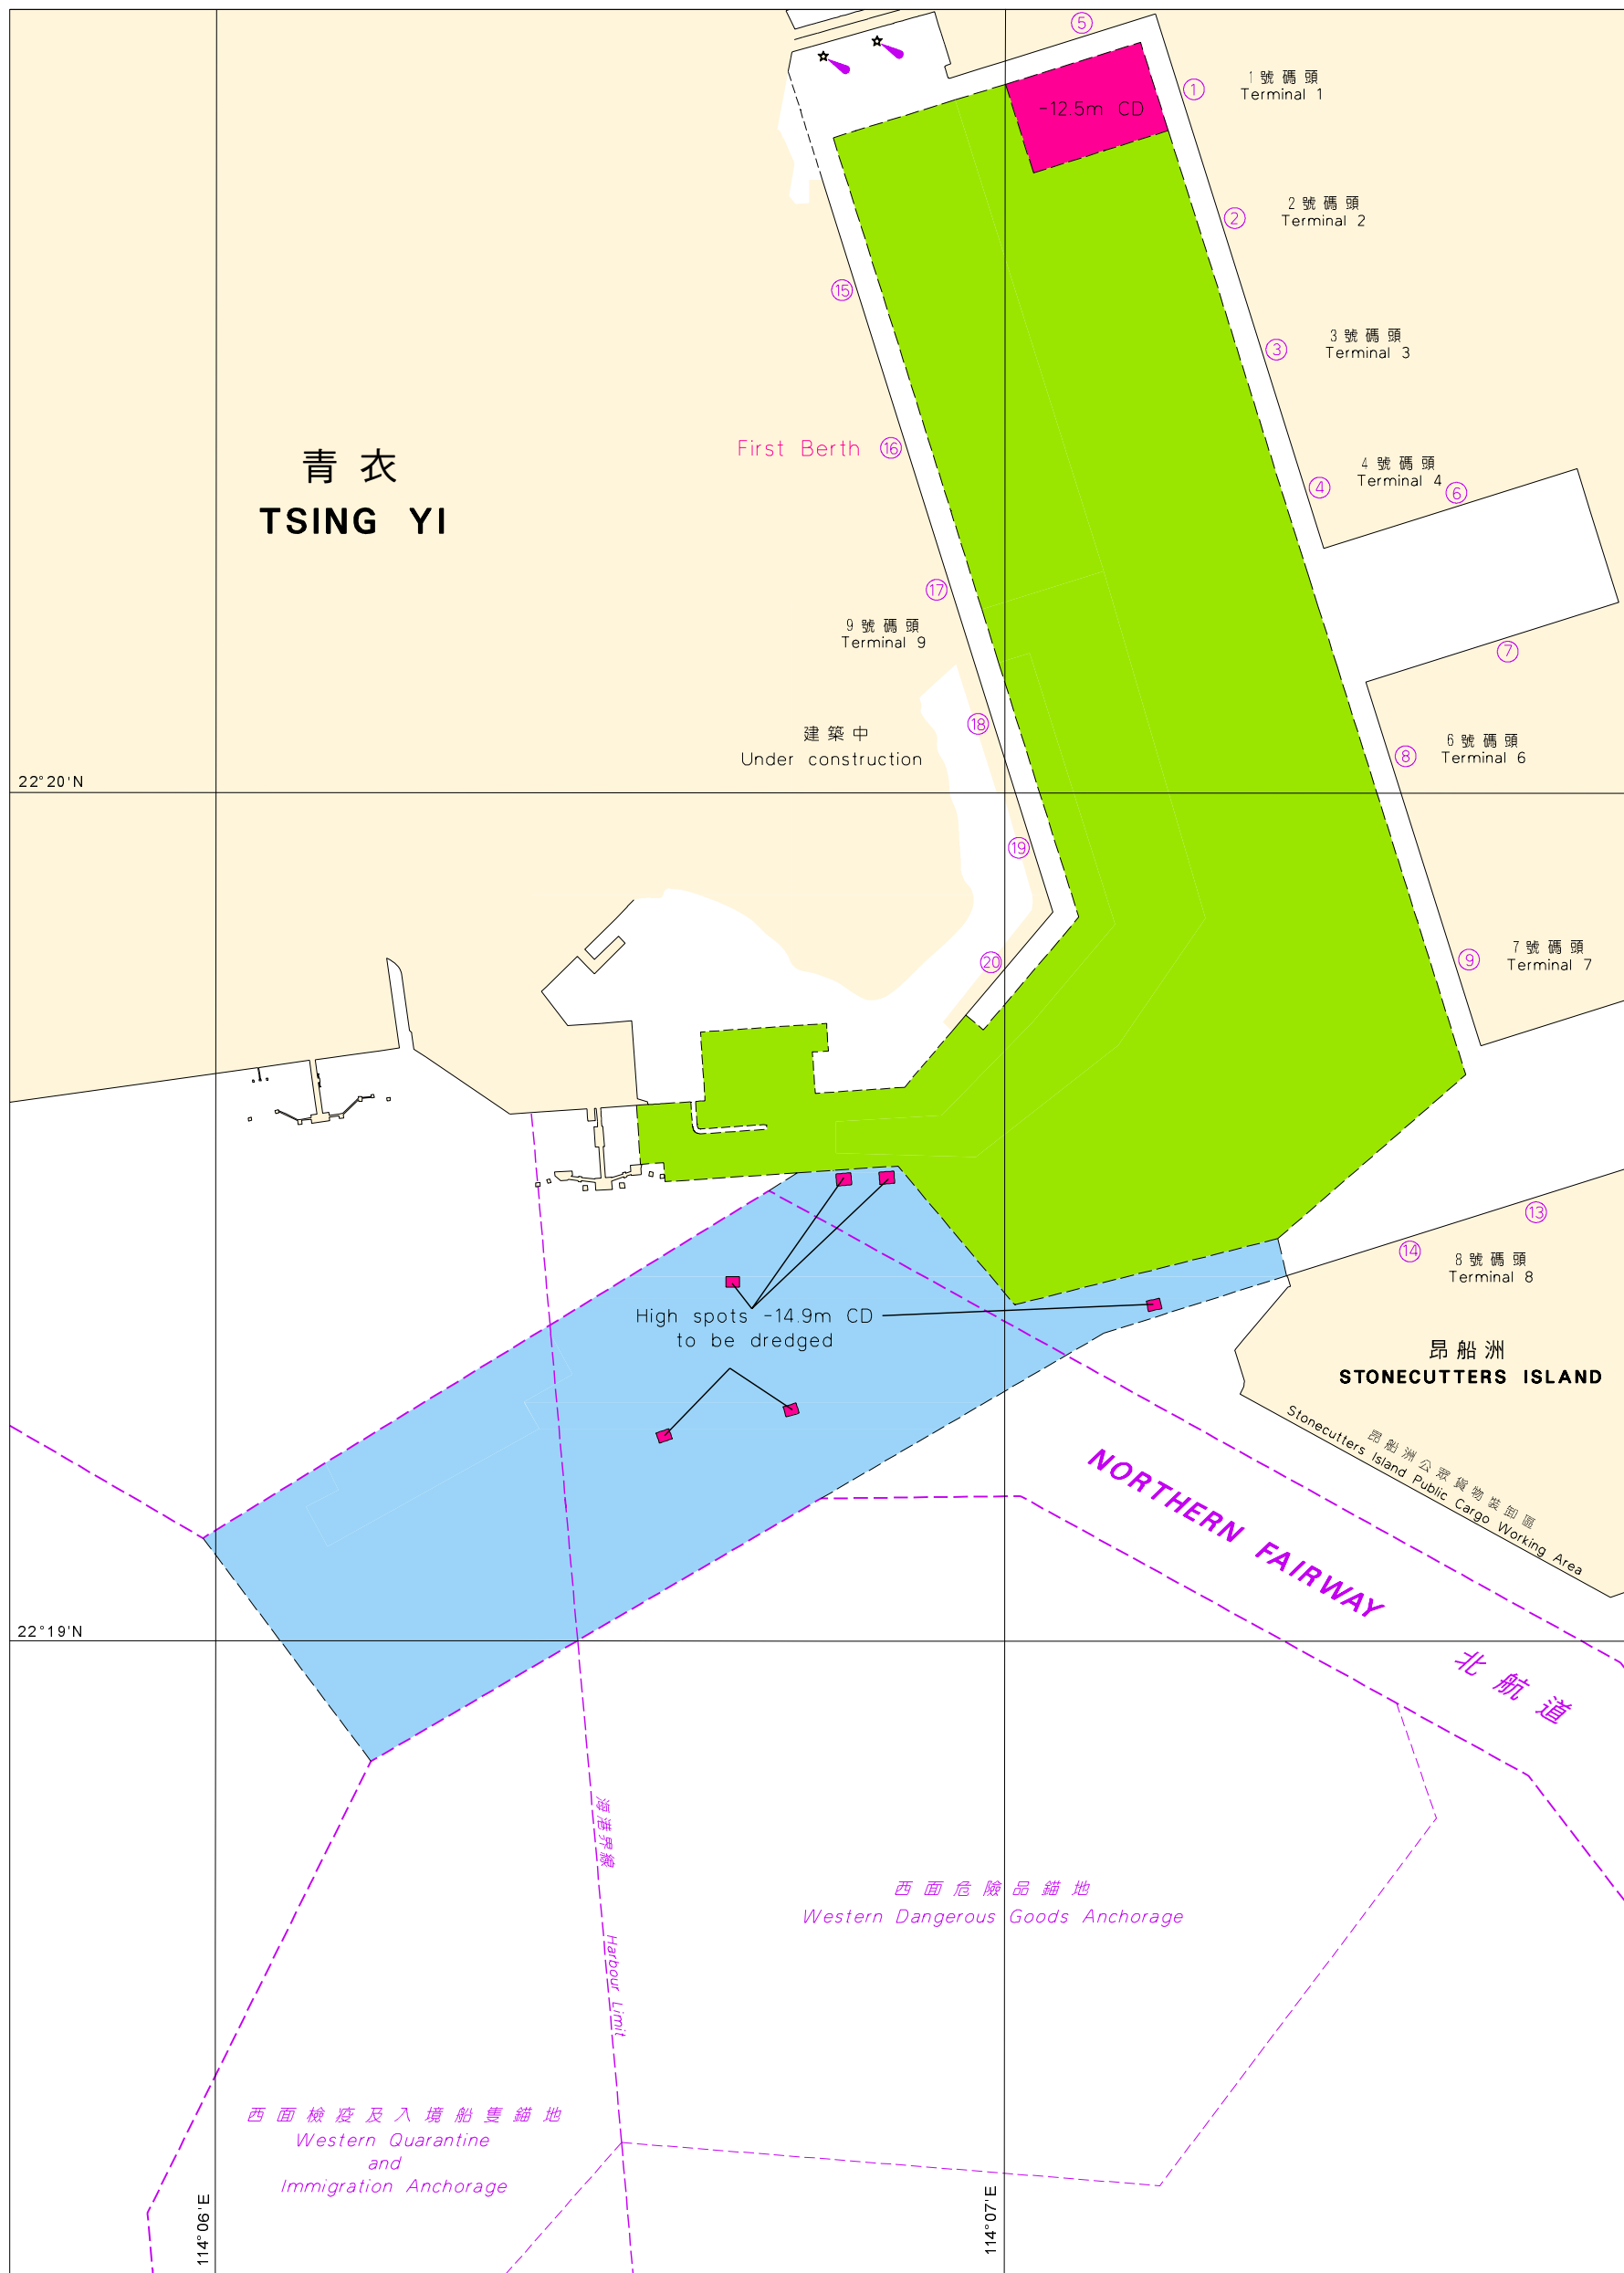 5
1
1 號 碼 頭
Terminal 1
-12.5m CD
2
2 號 碼 頭
Terminal 2
15
3
3 號 碼 頭
Terminal 3
First Berth
16
青 衣
TSING YI
4
4 號 碼 頭
Terminal 4
6
17
9 號 碼 頭
Terminal 9
7
18
建 築 中
Under construction
8
6 號 碼 頭
Terminal 6
22°20'N
19
20
9
7 號 碼 頭
Terminal 7
13
14
8 號 碼 頭
Terminal 8
High spots -14.9m CD
to be dredged
昂 船 洲
STONECUTTERS ISLAND
昂 船 洲 公 眾 貨 物 裝 卸 區
Stonecutters Island Public Cargo Working Area
NORTHERN FAIRWAY
北 航 道
22°19'N
海 港 界 線
Harbour Limit
西 面 危 險 品 錨 地
Western Dangerous Goods Anchorage
西 面 檢 疫 及 入 境 船 隻 錨 地
Western Quarantine
and
Immigration Anchorage
114°06'E
114°07'E